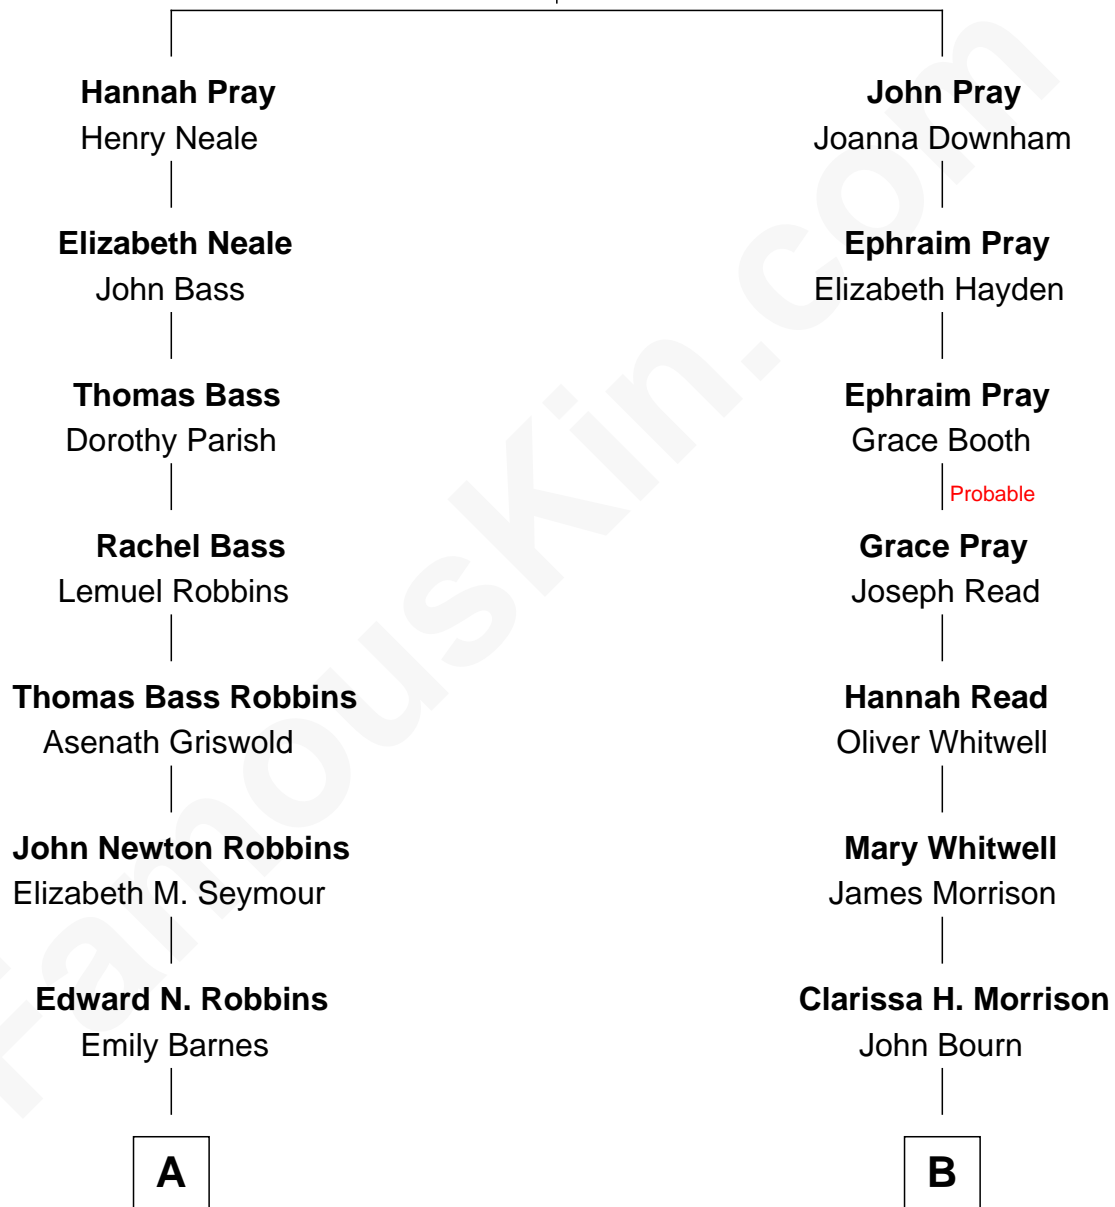 Hannah Pray
Henry Neale
Elizabeth Neale
John Bass
Thomas Bass
Dorothy Parish
Rachel Bass
Lemuel Robbins
Thomas Bass Robbins
Asenath Griswold
John Newton Robbins
Elizabeth M. Seymour
Edward N. Robbins
Emily Barnes
A
John Pray
Joanna Downham
Ephraim Pray
Elizabeth Hayden
Ephraim Pray
Grace Booth
Probable
Grace Pray
Joseph Read
Hannah Read
Oliver Whitwell
Mary Whitwell
James Morrison
Clarissa H. Morrison
John Bourn
B
FamousKin.com